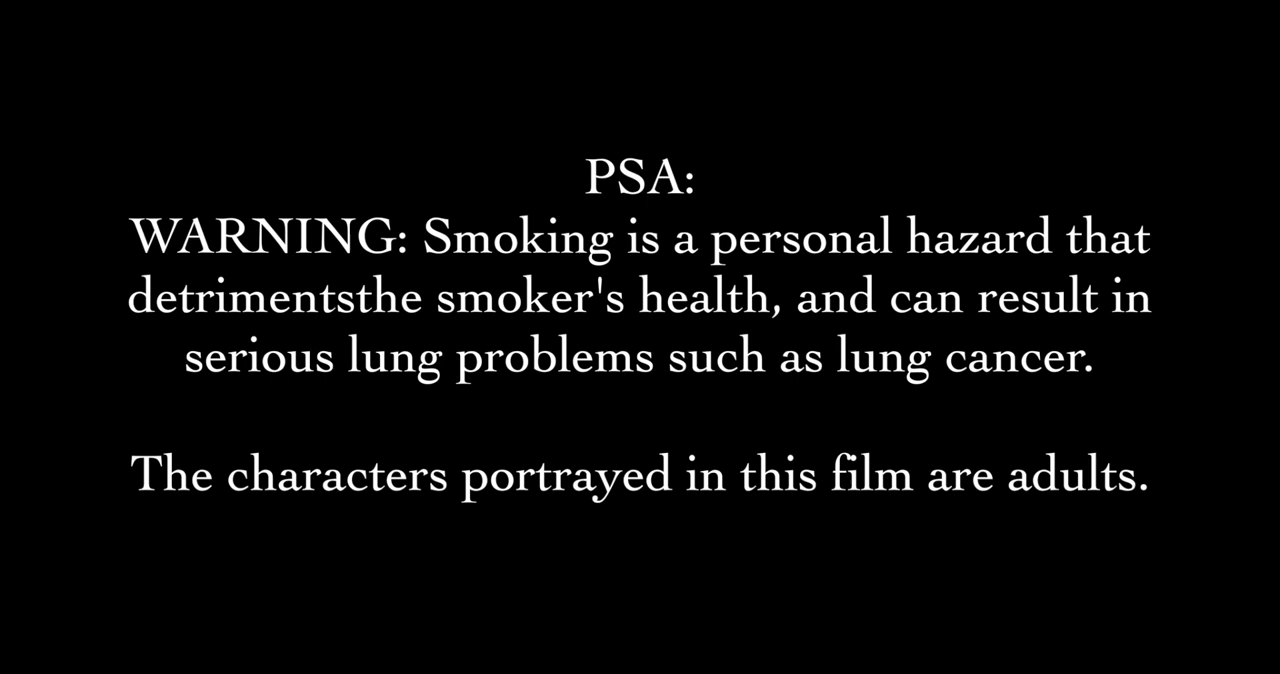 PSA:
WARNING: Smoking is a personal hazard that
detrimentsthe smoker's health, and can result in
serious lung problems such as lung cancer.
The characters portrayed in this film are adults.